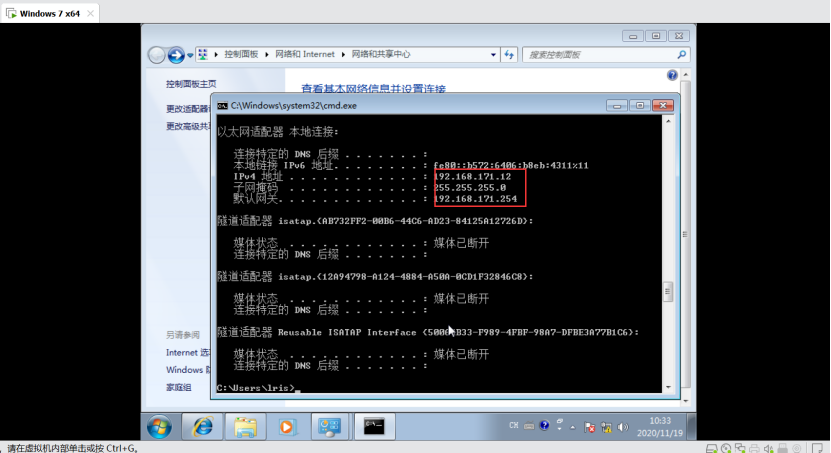 Windows 7 x64
控制面板 网络和 Internet 网络和共享中心
搜索控制面板
控制面板主页
查看基本网络信息并设置连接
更改适配器
更改高级共享
C:\Windows\system32\cmd.exe
以太网适配器 本地连接:
连接特定的 DNS 后缀 . . . . . . . :
本地链接 IPv6 地址. . . . . . . . : fe80::b572:6406:b8eb:4311%11
IPv4 地址 . . . . . . . . . . . . : 192.168.171.12
子网掩码 . . . . . . . . . . . . : 255.255.255.0
默认网关. . . . . . . . . . . . . : 192.168.171.254
隧道适配器 isatap.{AB732FF2-00B6-44C6-AD23-84125A12726D}:
媒体状态 . . . . . . . . . . . . : 媒体已断开
连接特定的 DNS 后缀 . . . . . . . :
隧道适配器 isatap.{12A94798-A124-4884-A50A-0CD1F32846C8}:
媒体状态 . . . . . . . . . . . . : 媒体已断开
连接特定的 DNS 后缀 . . . . . . . :
隧道适配器 Reusable ISATAP Interface {5006 B33-F989-4FBF-98A7-DFBE3A77B1C6}:
媒体状态 . . . . . . . . . . . . : 媒体已断开
连接特定的 DNS 后缀 . . . . . . . :
C:\Users\lris>_
另请参阅
Internet 选
Windows 防
家庭组
CH
10:33
2020/11/19
请在虚拟机内部单击或按 Ctrl+G。